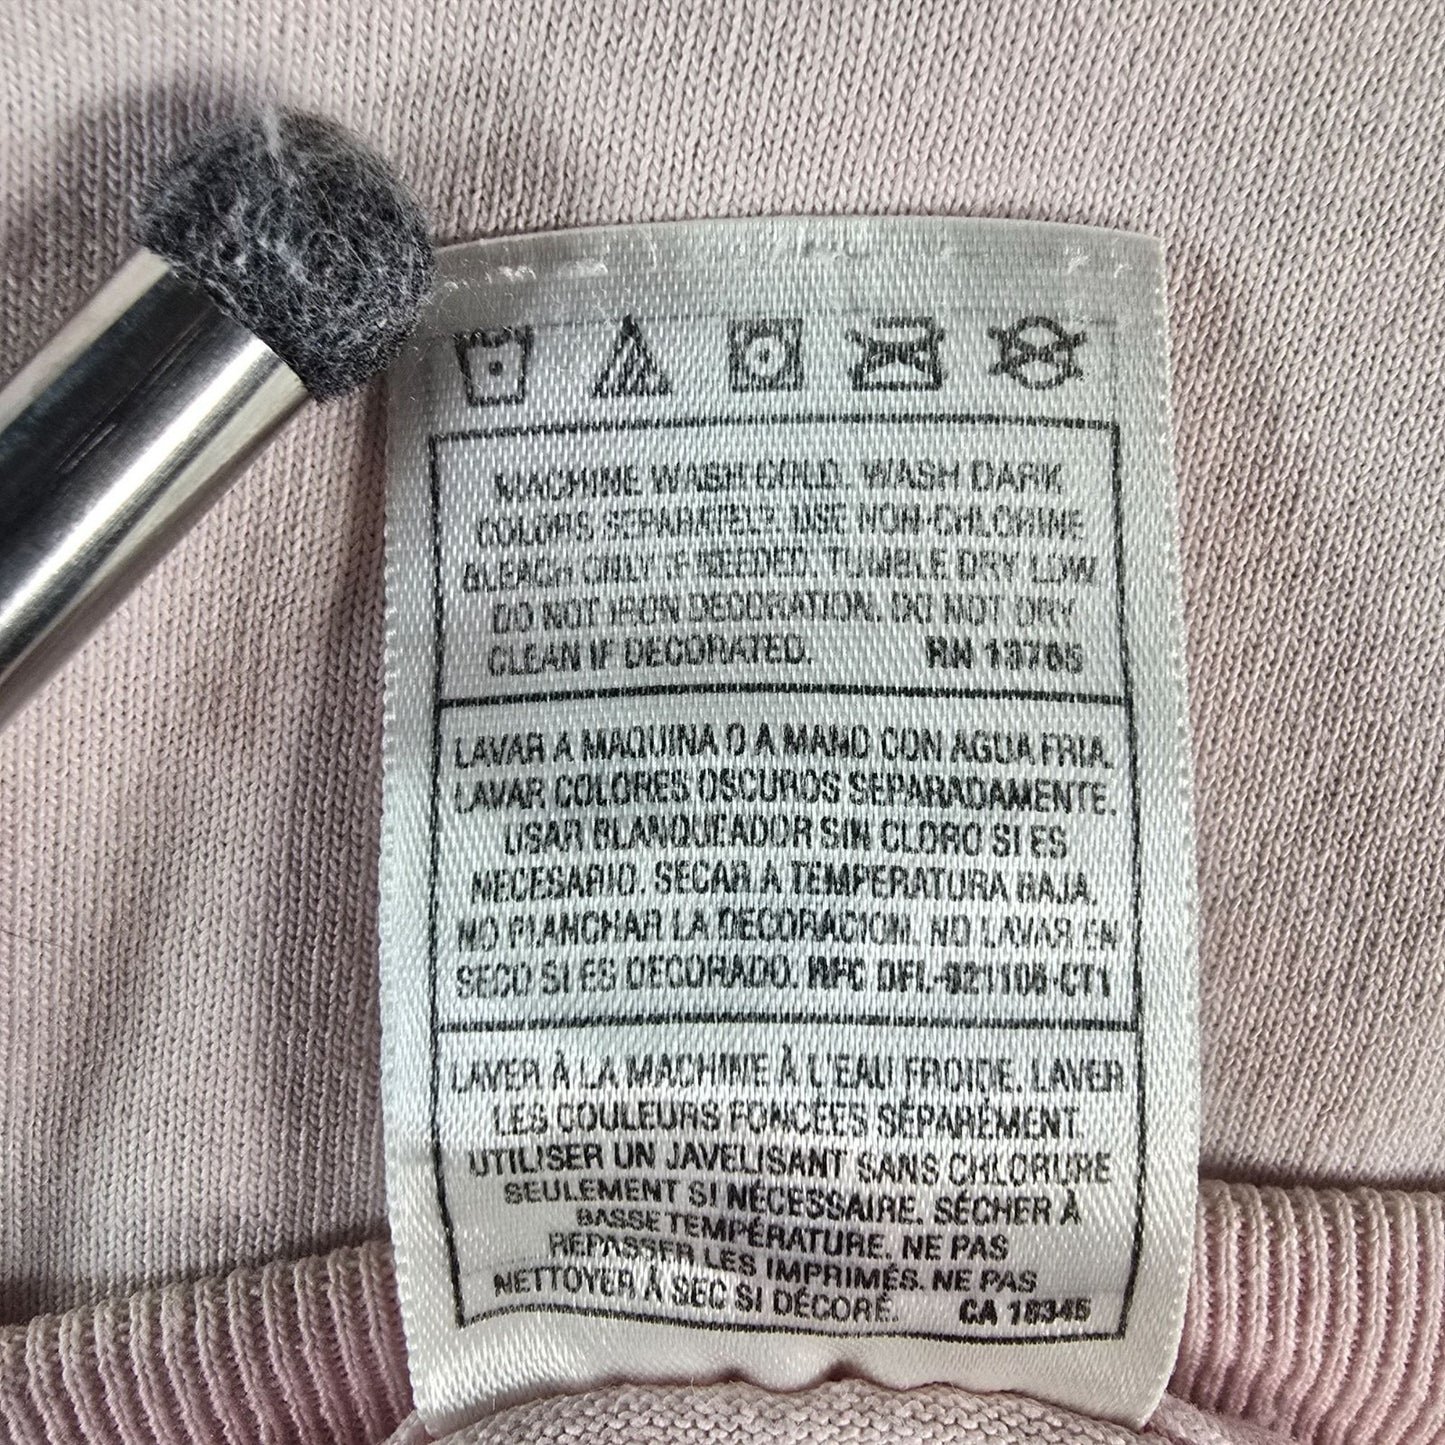 MACHINE WASH COLD. WASH DARK
COLORS SEPARATELY. USE NON-CHLORINE
BLEACH ONLY IF NEEDED. TUMBLE DRY LOW.
DO NOT IRON DECORATION. DO NOT DRY
CLEAN IF DECORATED. RN 13765
LAVAR A MAQUINA O A MANO CON AGUA FRIA.
LAVAR COLORES OSCUROS SEPARADAMENTE.
USAR BLANQUEADOR SIN CLORO SI ES
NECESARIO. SECAR A TEMPERATURA BAJA.
NO PLANCHAR LA DECORACION. NO LAVAR EN
SECO SI ES DECORADO. RFC DFI-921106-CT1
LAVER À LA MACHINE À L'EAU FROIDE. LAVER
LES COULEURS FONCÉES SÉPARÉMENT.
UTILISER UN JAVELISANT SANS CHLORURE
SEULEMENT SI NÉCESSAIRE. SÉCHER À
BASSE TEMPÉRATURE. NE PAS
REPASSER LES IMPRIMÉS. NE PAS
NETTOYER À SEC SI DÉCORÉ. CA 18345